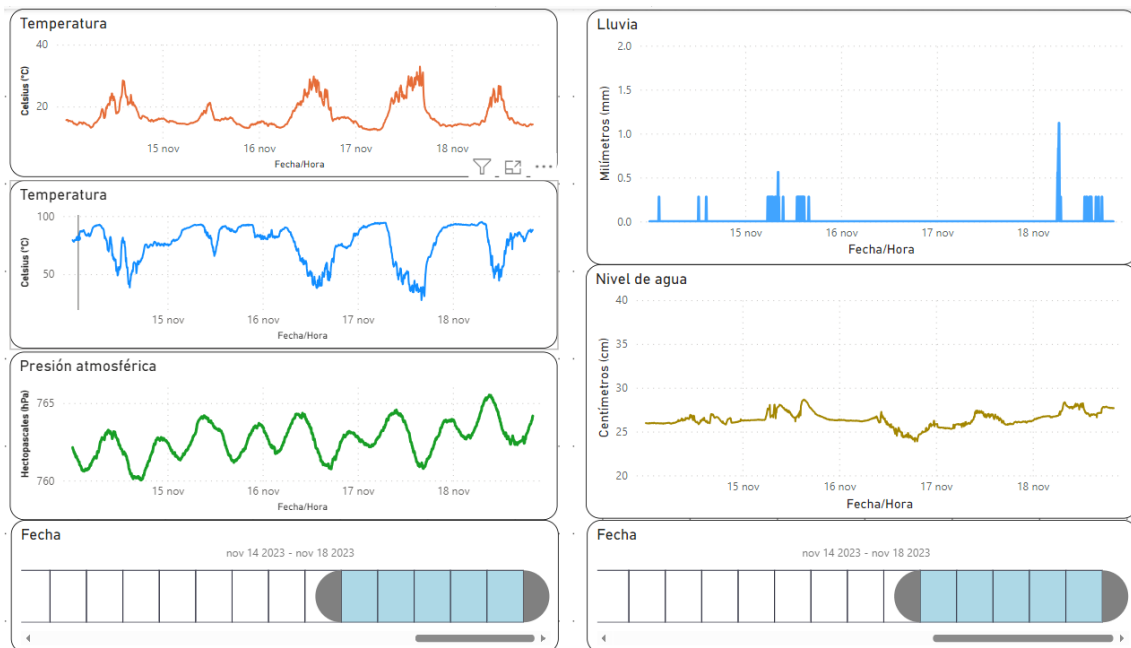 Temperatura
40
20
Celsius (°C)
15 nov 16 nov 17 nov 18 nov
Fecha/Hora
Temperatura
100
50
Celsius (°C)
15 nov 16 nov 17 nov 18 nov
Fecha/Hora
Presión atmosférica
765
760
Hectopascales (hPa)
15 nov 16 nov 17 nov 18 nov
Fecha/Hora
Fecha
nov 14 2023 - nov 18 2023
Lluvia
2.0
1.5
1.0
0.5
0.0
Milímetros (mm)
15 nov 16 nov 17 nov 18 nov
Fecha/Hora
Nivel de agua
40
35
30
25
20
Centímetros (cm)
15 nov 16 nov 17 nov 18 nov
Fecha/Hora
Fecha
nov 14 2023 - nov 18 2023